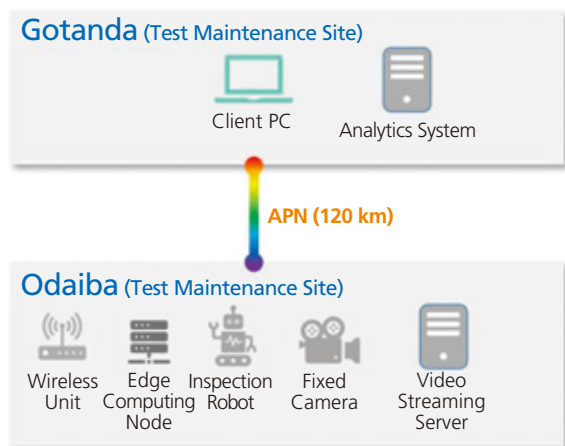 Gotanda (Test Maintenance Site)
Client PC
Analytics System
APN (120 km)
Odaiba (Test Maintenance Site)
Wireless
Unit
Edge
Computing
Node
Inspection
Robot
Fixed
Camera
Video
Streaming
Server